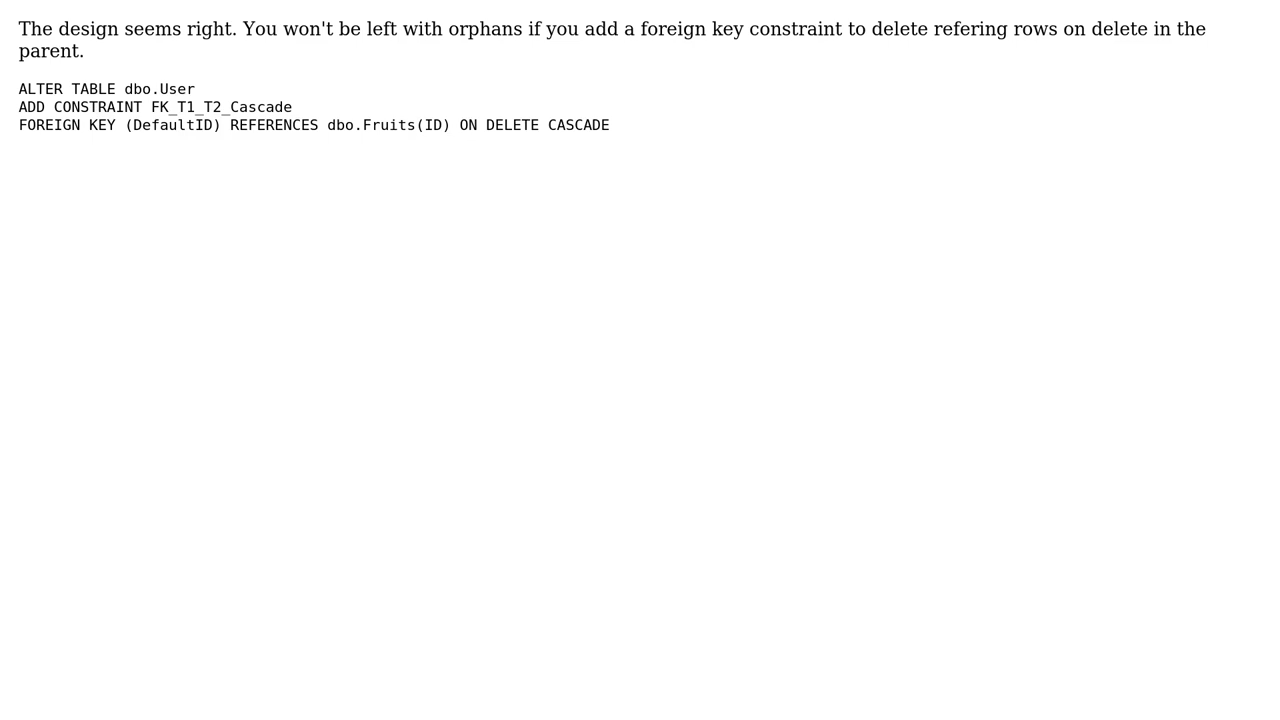 The design seems right. You won't be left with orphans if you add a foreign key constraint to delete refering rows on delete in the
parent.
ALTER TABLE dbo.User
ADD CONSTRAINT FK_T1_T2_Cascade
FOREIGN KEY (DefaultID) REFERENCES dbo.Fruits(ID) ON DELETE CASCADE